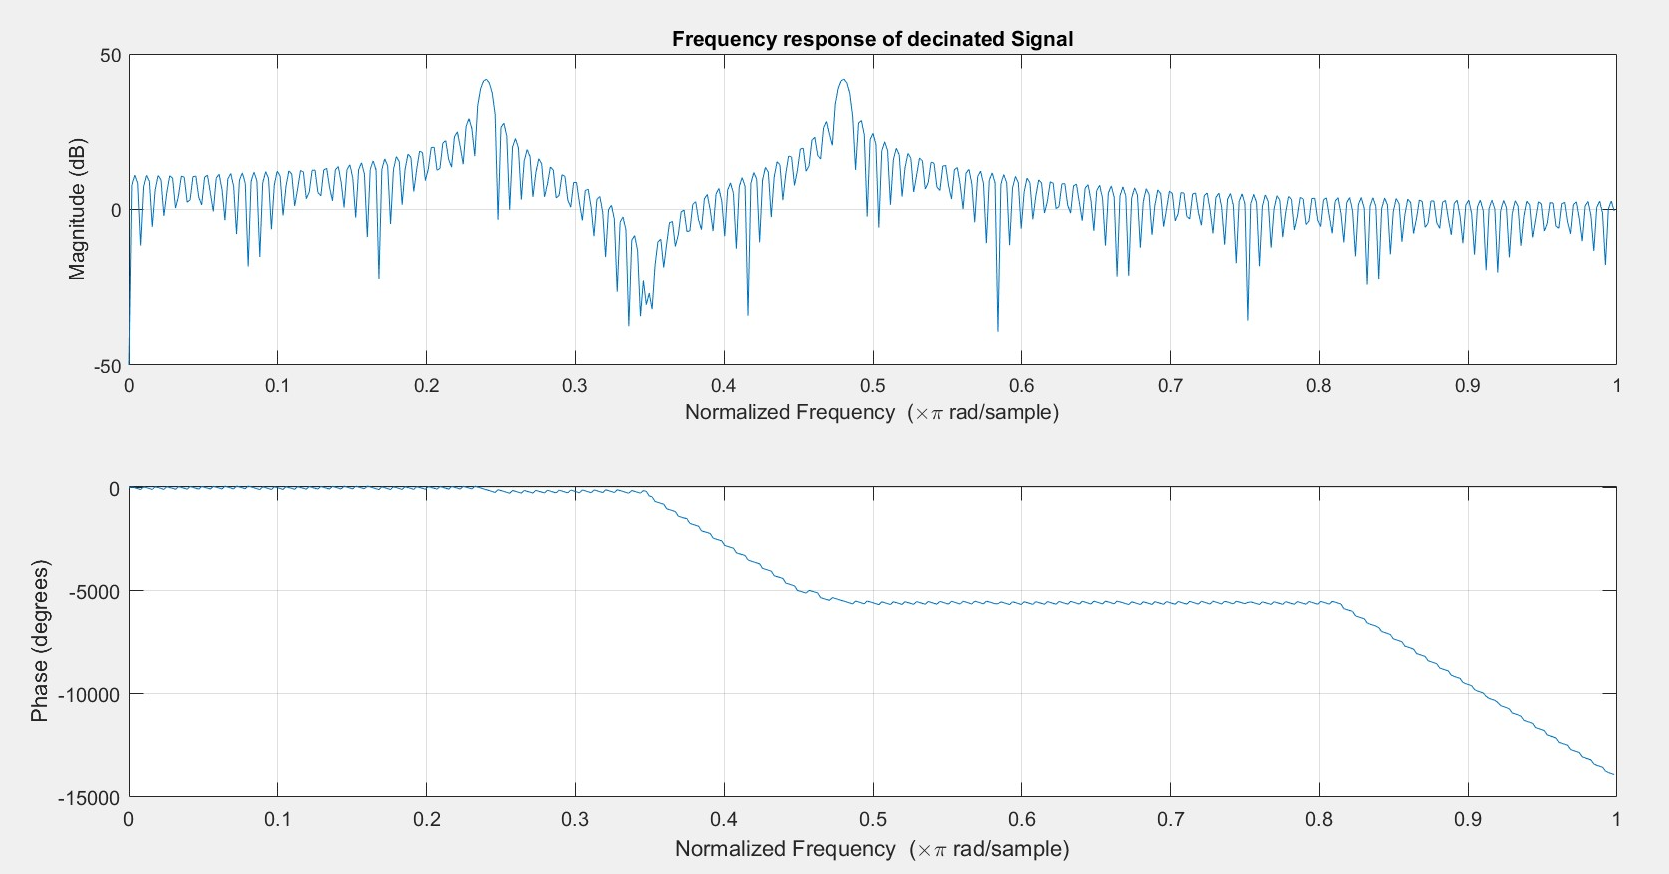 Frequency response of decinated Signal
50
0
-50
Magnitude (dB)
0 0.1 0.2 0.3 0.4 0.5 0.6 0.7 0.8 0.9 1
Normalized Frequency (×π rad/sample)
0
-5000
-10000
-15000
Phase (degrees)
0 0.1 0.2 0.3 0.4 0.5 0.6 0.7 0.8 0.9 1
Normalized Frequency (×π rad/sample)